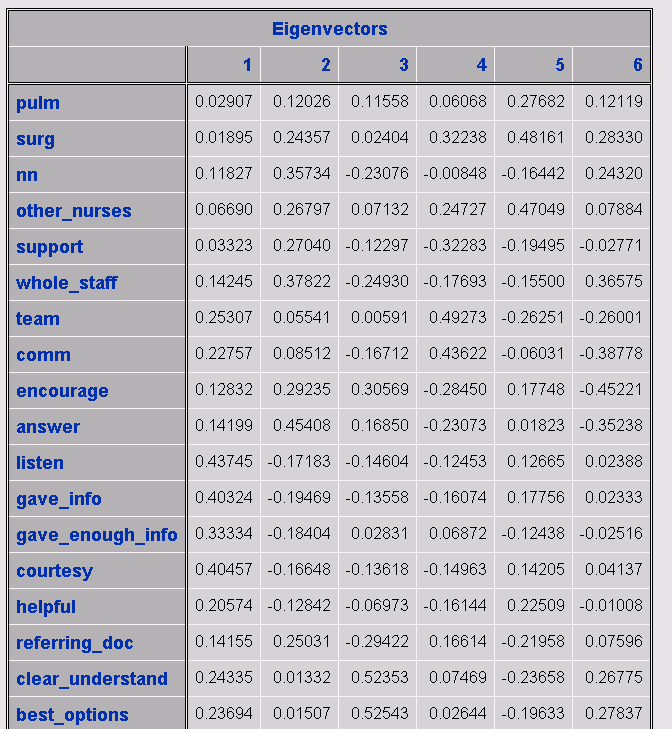 Eigenvectors
1 2 3 4 5 6
pulm 0.02907 0.12026 0.11558 0.06068 0.27682 0.12119
surg 0.01895 0.24357 0.02404 0.32238 0.48161 0.28330
nn 0.11827 0.35734 -0.23076 -0.00848 -0.16442 0.24320
other_nurses 0.06690 0.26797 0.07132 0.24727 0.47049 0.07884
support 0.03323 0.27040 -0.12297 -0.32283 -0.19495 -0.02771
whole_staff 0.14245 0.37822 -0.24930 -0.17693 -0.15500 0.36575
team 0.25307 0.05541 0.00591 0.49273 -0.26251 -0.26001
comm 0.22757 0.08512 -0.16712 0.43622 -0.06031 -0.38778
encourage 0.12832 0.29235 0.30569 -0.28450 0.17748 -0.45221
answer 0.14199 0.45408 0.16850 -0.23073 0.01823 -0.35238
listen 0.43745 -0.17183 -0.14604 -0.12453 0.12665 0.02388
gave_info 0.40324 -0.19469 -0.13558 -0.16074 0.17756 0.02333
gave_enough_info 0.33334 -0.18404 0.02831 0.06872 -0.12438 -0.02516
courtesy 0.40457 -0.16648 -0.13618 -0.14963 0.14205 0.04137
helpful 0.20574 -0.12842 -0.06973 -0.16144 0.22509 -0.01008
referring_doc 0.14155 0.25031 -0.29422 0.16614 -0.21958 0.07596
clear_understand 0.24335 0.01332 0.52353 0.07469 -0.23658 0.26775
best_options 0.23694 0.01507 0.52543 0.02644 -0.19633 0.27837